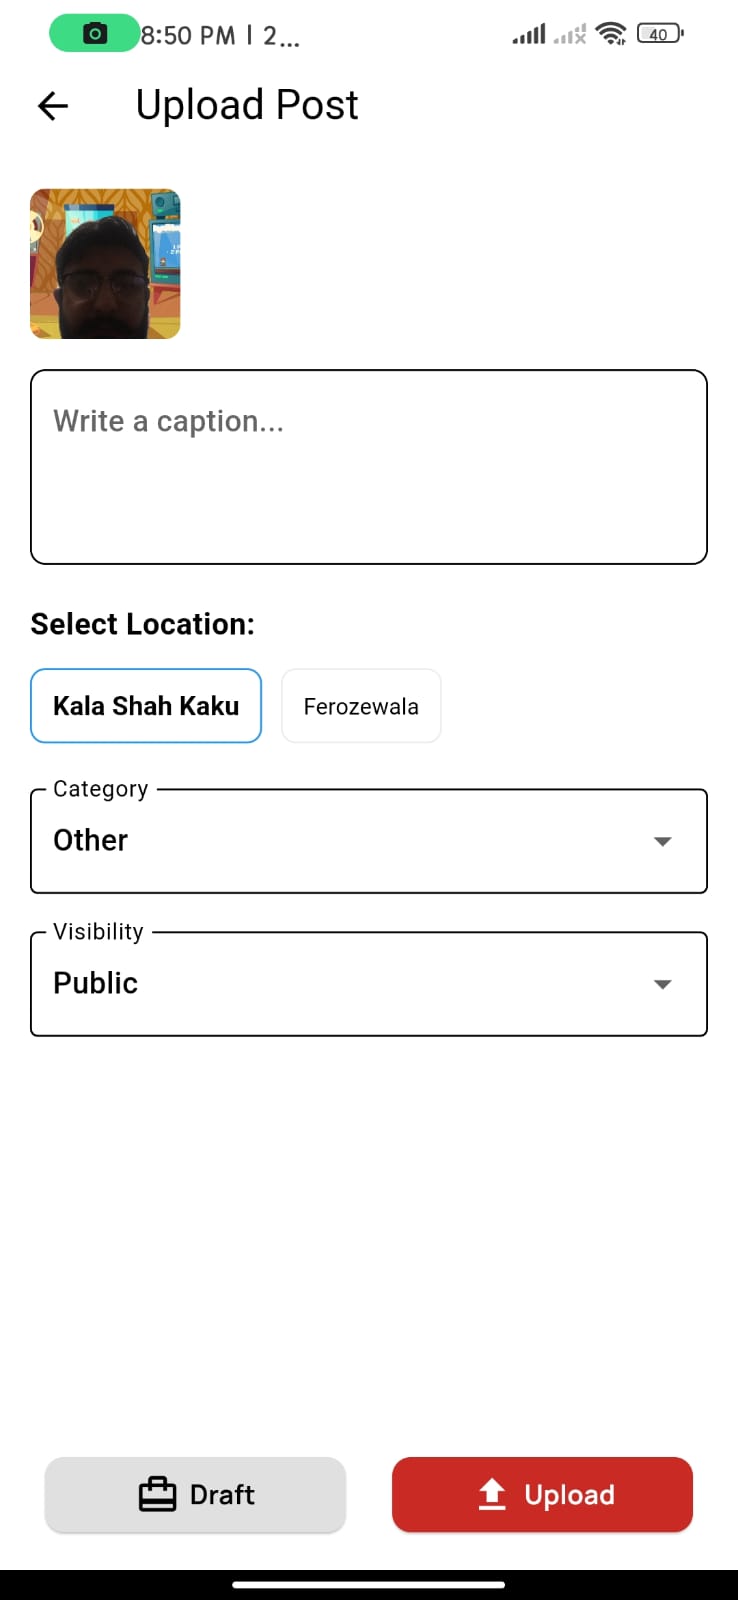 8:50 PM | 2...
40
Upload Post
Write a caption...
Select Location:
Kala Shah Kaku
Ferozewala
Category
Other
Visibility
Public
Draft
Upload